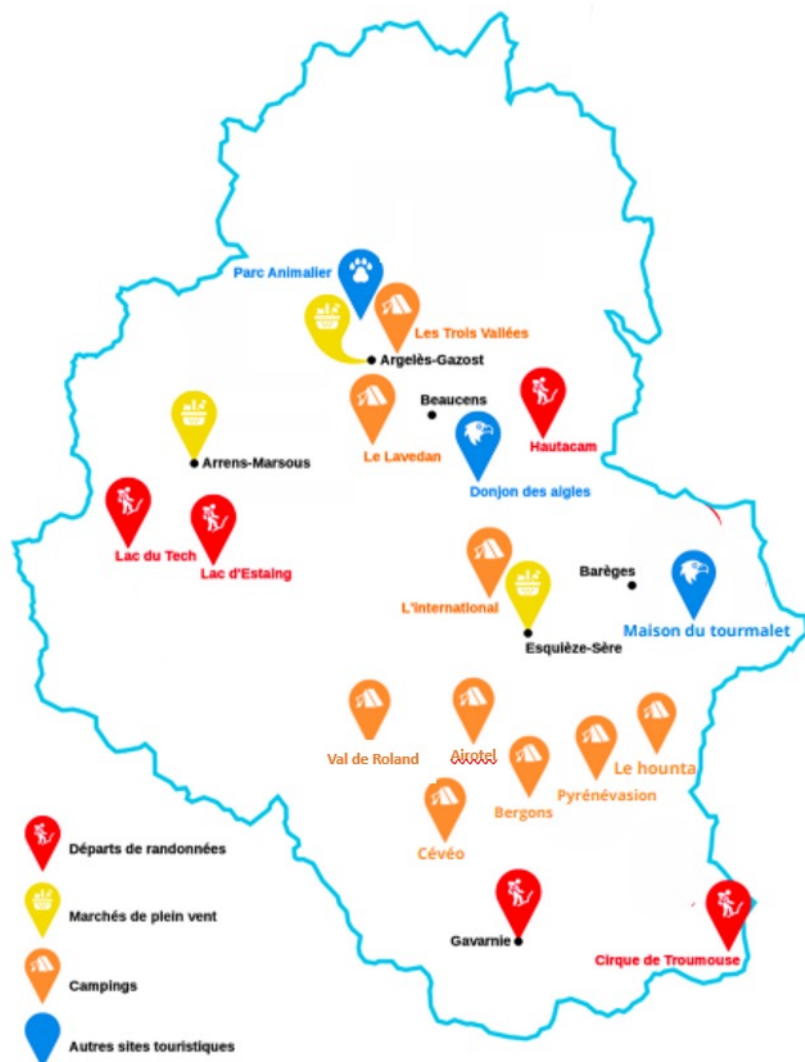 Parc Animalier
Les Trois Vallées
Argelès-Gazost
Beaucens
Hautacam
Le Lavedan
Arrens-Marsous
Donjon des aigles
Lac du Tech
Lac d'Estaing
Barèges
L'international
Maison du tourmalet
Esquièze-Sère
Val de Roland
Airotel
Le hounta
Pyrénévasion
Bergons
Cévéo
Départs de randonnées
Marchés de plein vent
Gavarnie
Cirque de Troumouse
Campings
Autres sites touristiques